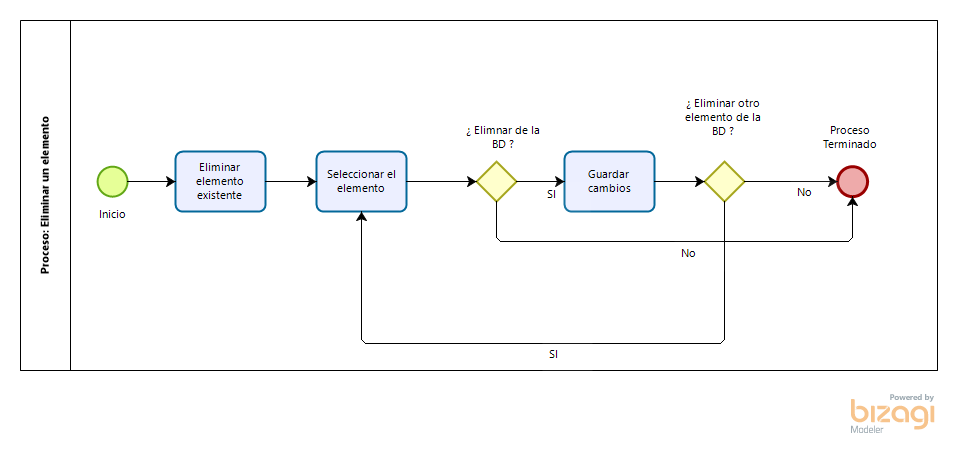 Proceso: Eliminar un elemento
Inicio
Eliminar
elemento
existente
Seleccionar el
elemento
¿ Elimnar de la
BD ?
SI
No
Guardar
cambios
¿ Eliminar otro
elemento de la
BD ?
No
SI
Proceso
Terminado
Powered by
bizagi
Modeler